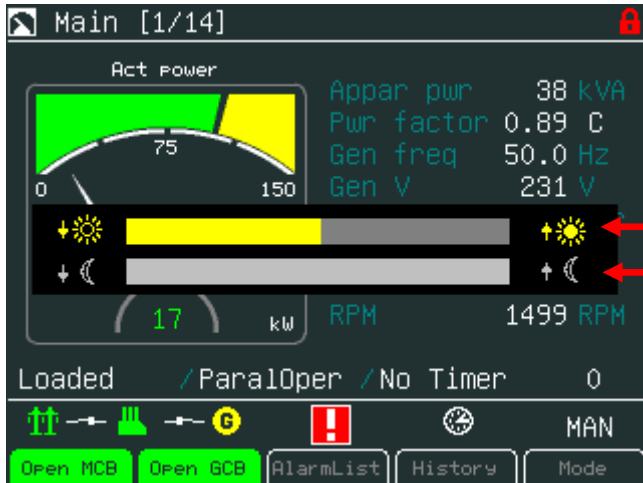 Main [1/14]
Act power
Appar pwr 38 kVA
Pwr factor 0.89 C
75
Gen freq 50.0 Hz
0 150
Gen V 231 V
17 kW
RPM 1499 RPM
Loaded /ParalOper /No Timer 0
G
MAN
Open MCB Open GCB AlarmList History Mode